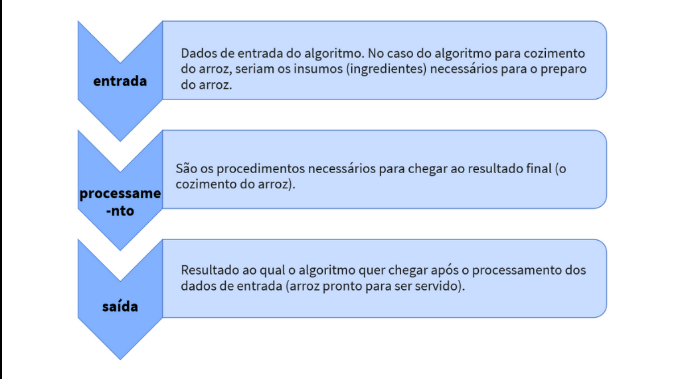 entrada
Dados de entrada do algoritmo. No caso do algoritmo para cozimento
do arroz, seriam os insumos (ingredientes) necessários para o preparo
do arroz.
processame
-nto
São os procedimentos necessários para chegar ao resultado final (o
cozimento do arroz).
saída
Resultado ao qual o algoritmo quer chegar após o processamento dos
dados de entrada (arroz pronto para ser servido).